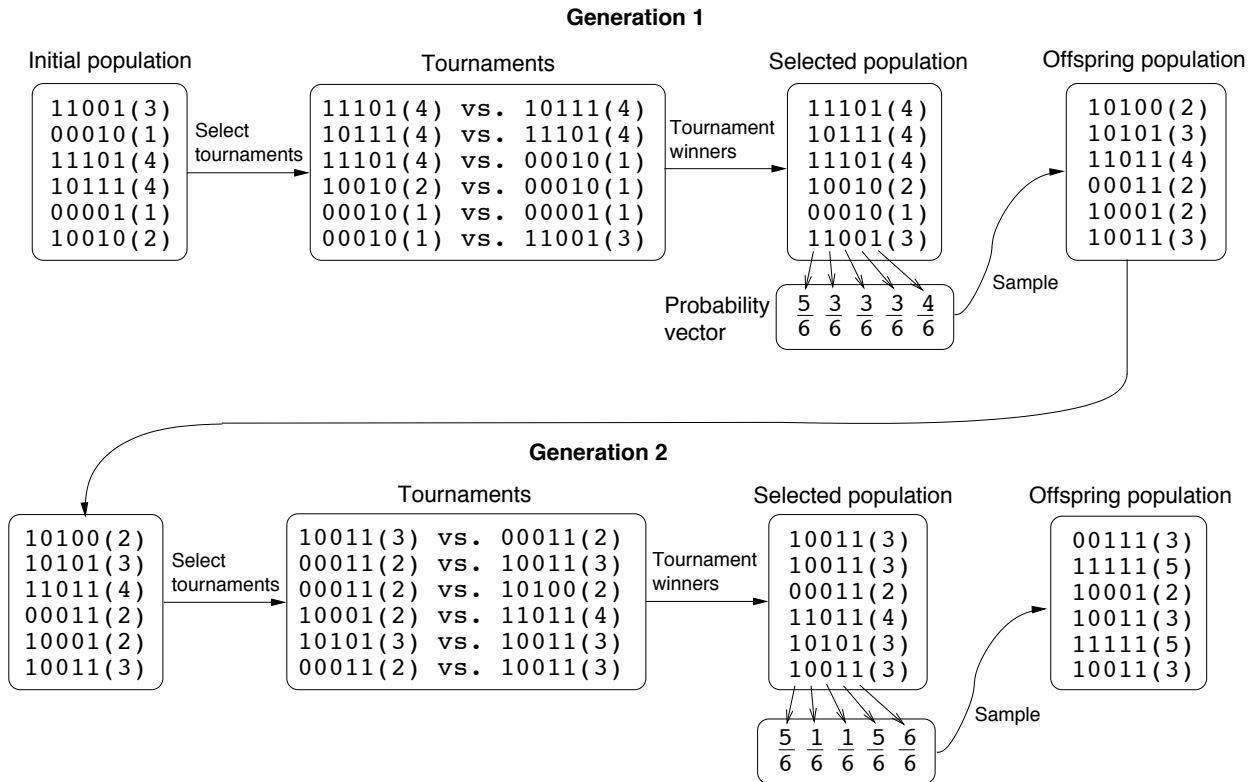 Generation 1
Initial population
11001(3)
00010(1)
11101(4)
10111(4)
00001(1)
10010(2)
Select
tournaments
Tournaments
11101(4) vs. 10111(4)
10111(4) vs. 11101(4)
11101(4) vs. 00010(1)
10010(2) vs. 00010(1)
00010(1) vs. 00001(1)
00010(1) vs. 11001(3)
Tournament
winners
Selected population
11101(4)
10111(4)
11101(4)
10010(2)
00010(1)
11001(3)
Probability
vector
5 3 3 3 4
6 6 6 6 6
Sample
Offspring population
10100(2)
10101(3)
11011(4)
00011(2)
10001(2)
10011(3)
Generation 2
10100(2)
10101(3)
11011(4)
00011(2)
10001(2)
10011(3)
Select
tournaments
Tournaments
10011(3) vs. 00011(2)
00011(2) vs. 10011(3)
00011(2) vs. 10100(2)
10001(2) vs. 11011(4)
10101(3) vs. 10011(3)
00011(2) vs. 10011(3)
Tournament
winners
Selected population
10011(3)
10011(3)
00011(2)
11011(4)
10101(3)
10011(3)
5 1 1 5 6
6 6 6 6 6
Sample
Offspring population
00111(3)
11111(5)
10001(2)
10011(3)
11111(5)
10011(3)